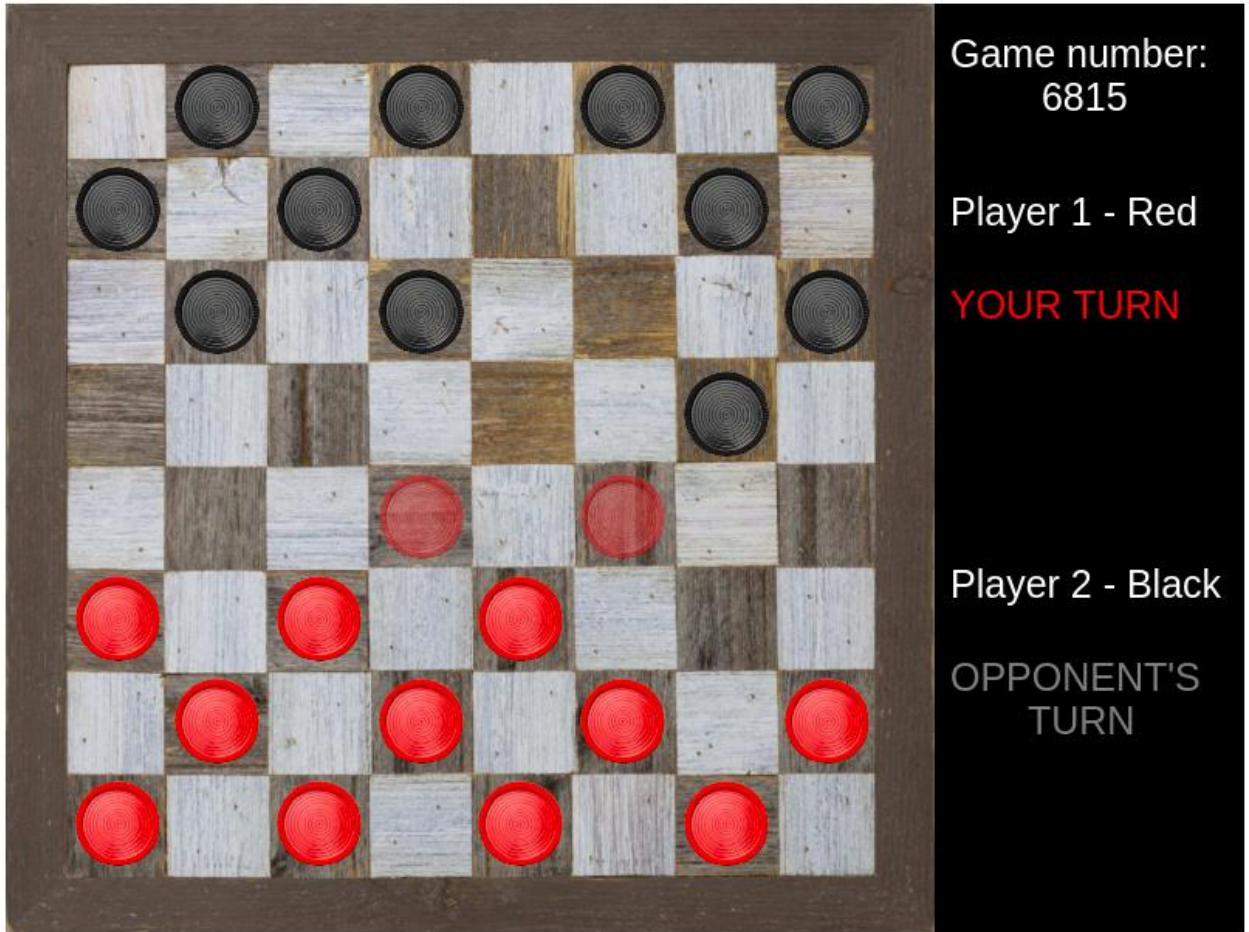 Game number:
6815
Player 1 - Red
YOUR TURN
Player 2 - Black
OPPONENT'S
TURN